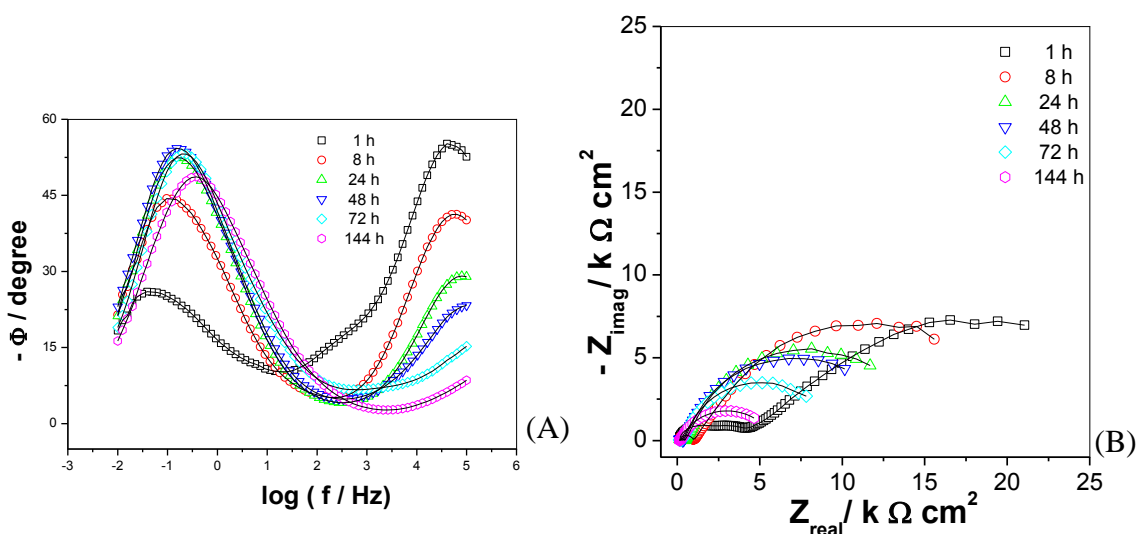 60
45
30
15
0
-3
-2
-1
0
1
2
3
4
5
6
- Φ / degree
log ( f / Hz)
1 h
8 h
24 h
48 h
72 h
144 h
(A)
25
20
15
10
5
0
0
5
10
15
20
25
- Z_imag / k Ω cm²
Z_real / k Ω cm²
1 h
8 h
24 h
48 h
72 h
144 h
(B)